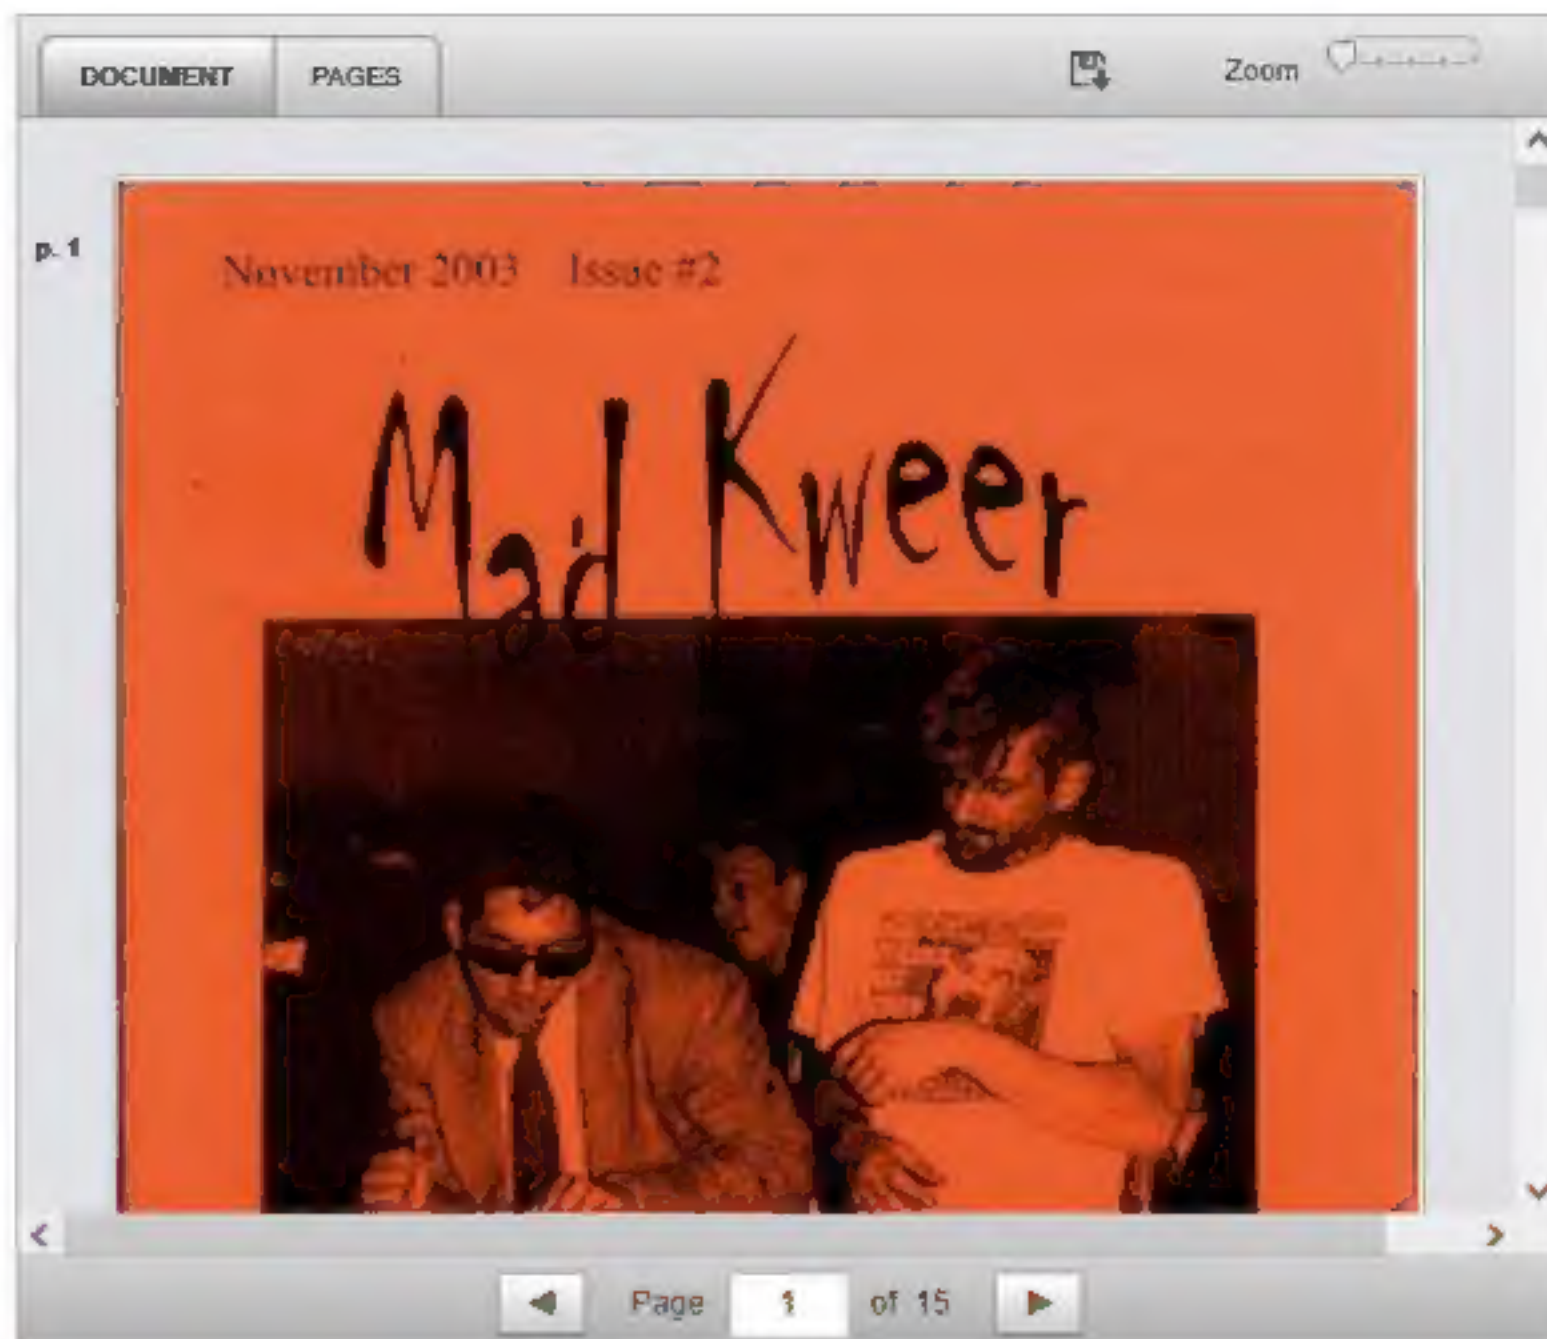 DOCUMENT PAGES Zoom
p. 1
November 2003 Issue #2
Mad Kweer
Page 1 of 15